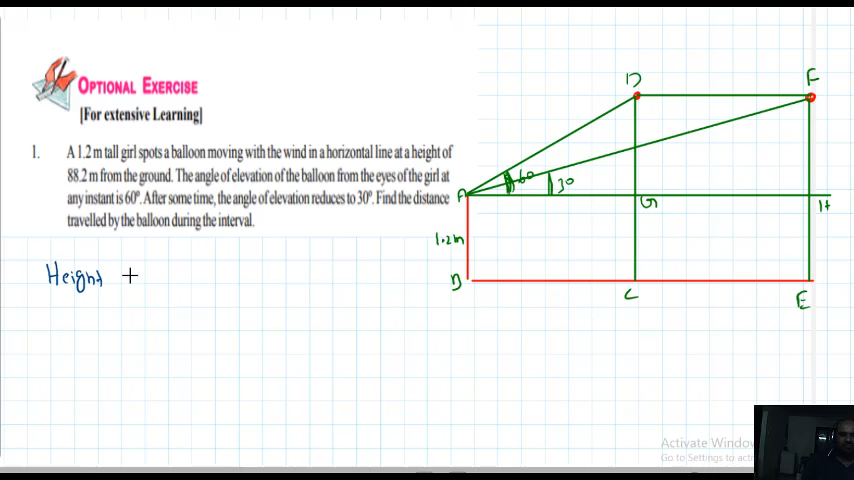 OPTIONAL EXERCISE
[For extensive Learning]
1. A 1.2 m tall girl spots a balloon moving with the wind in a horizontal line at a height of
88.2 m from the ground. The angle of elevation of the balloon from the eyes of the girl at
any instant is 60°. After some time, the angle of elevation reduces to 30°. Find the distance
travelled by the balloon during the interval.
Height
D
F
60
30
A
G
H
1.2m
B
C
E
Activate Window
Go to Settings to acti